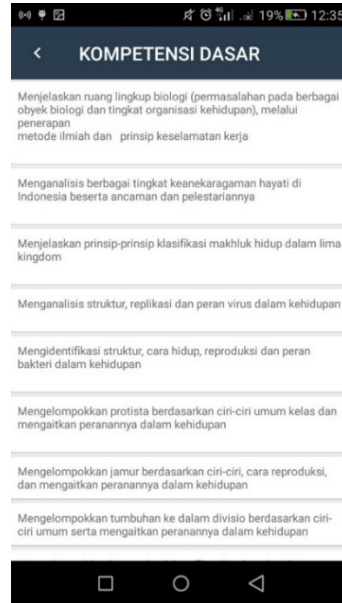 19% 12:35
KOMPETENSI DASAR
Menjelaskan ruang lingkup biologi (permasalahan pada berbagai
obyek biologi dan tingkat organisasi kehidupan), melalui
penerapan
metode ilmiah dan prinsip keselamatan kerja
Menganalisis berbagai tingkat keanekaragaman hayati di
Indonesia beserta ancaman dan pelestariannya
Menjelaskan prinsip-prinsip klasifikasi makhluk hidup dalam lima
kingdom
Menganalisis struktur, replikasi dan peran virus dalam kehidupan
Mengidentifikasi struktur, cara hidup, reproduksi dan peran
bakteri dalam kehidupan
Mengelompokkan protista berdasarkan ciri-ciri umum kelas dan
mengaitkan peranannya dalam kehidupan
Mengelompokkan jamur berdasarkan ciri-ciri, cara reproduksi,
dan mengaitkan peranannya dalam kehidupan
Mengelompokkan tumbuhan ke dalam divisio berdasarkan ciri-
ciri umum serta mengaitkan peranannya dalam kehidupan